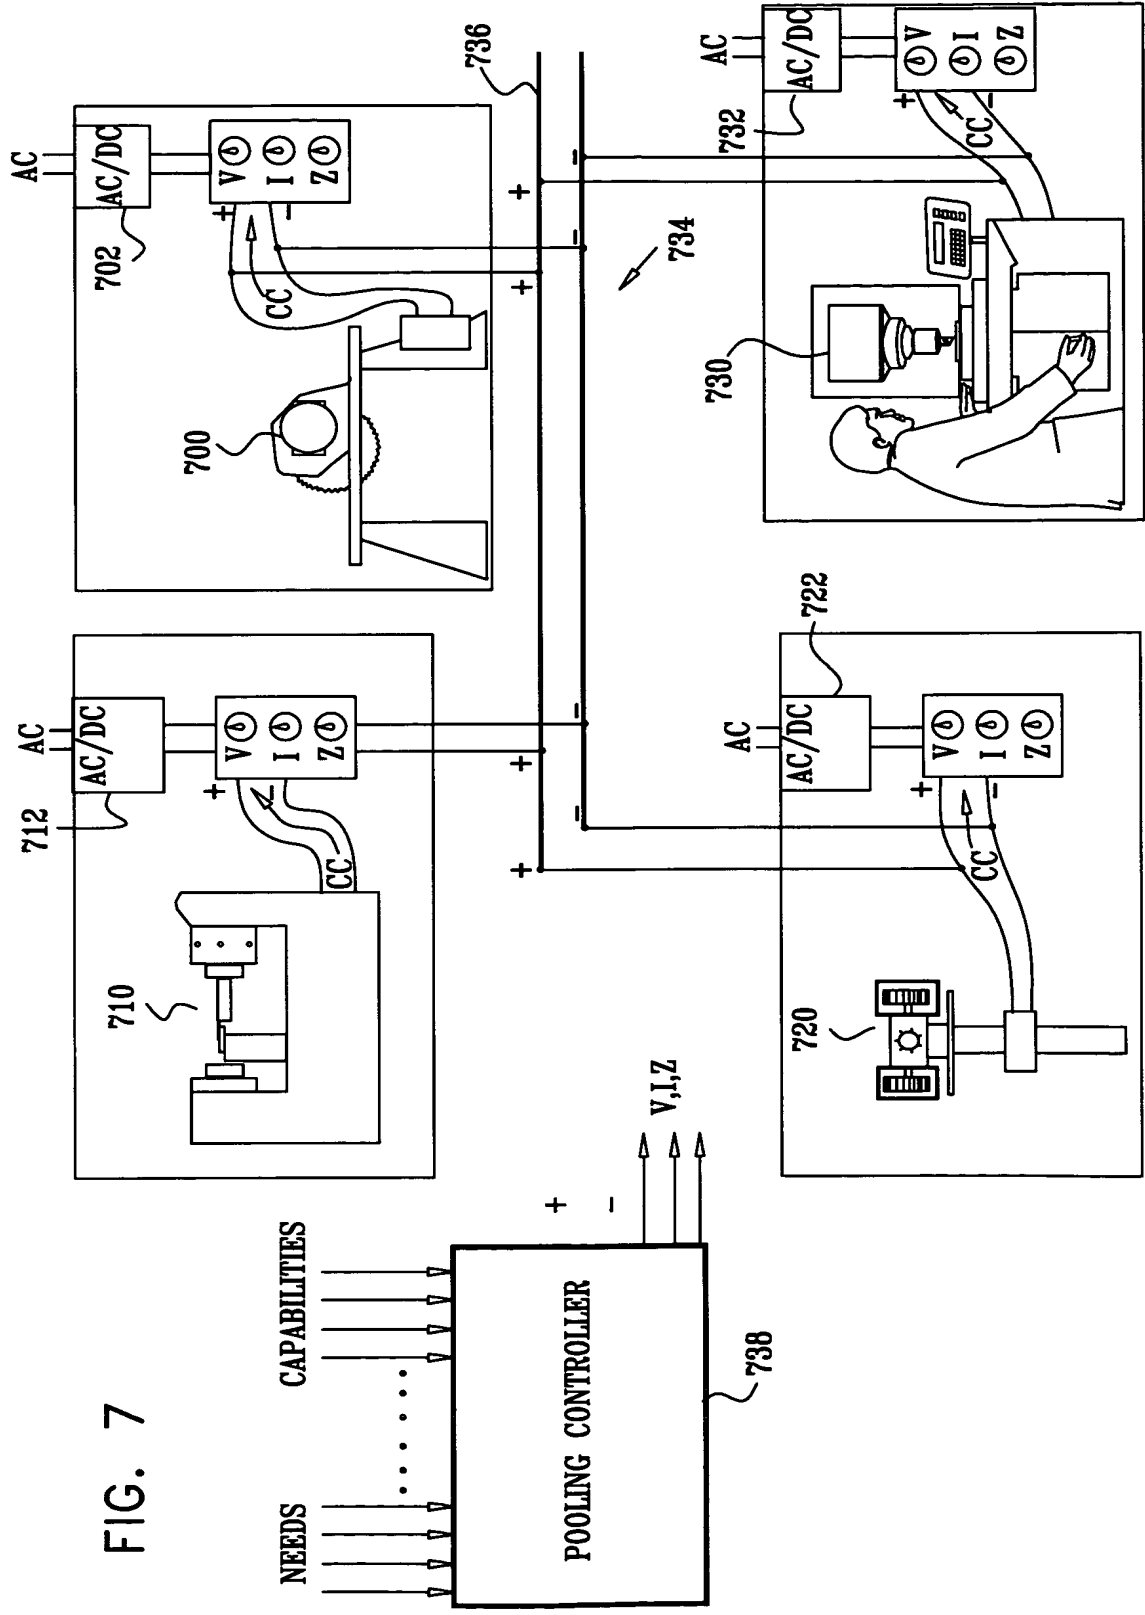 FIG. 7
NEEDS
CAPABILITIES
POOLING CONTROLLER
+
-
V,I,Z
738
710
712
AC
AC/DC
V
I
Z
+
-
CC
700
702
AC
AC/DC
V
I
Z
+
-
CC
736
+
-
+
-
+
-
+
-
734
720
722
AC
AC/DC
V
I
Z
+
-
CC
730
732
AC
AC/DC
V
I
Z
+
-
CC